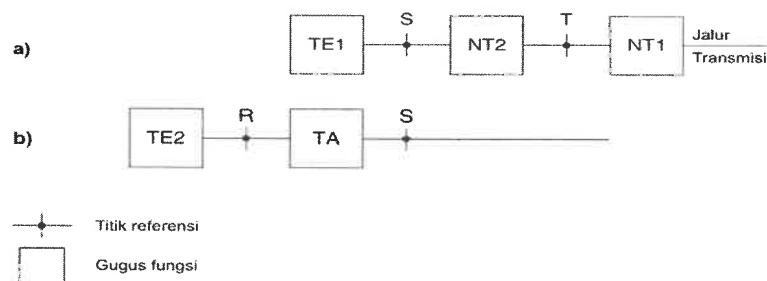 S T
a) TE1 NT2 NT1 Jalur
Transmisi
R S
b) TE2 TA
Titik referensi
Gugus fungsi